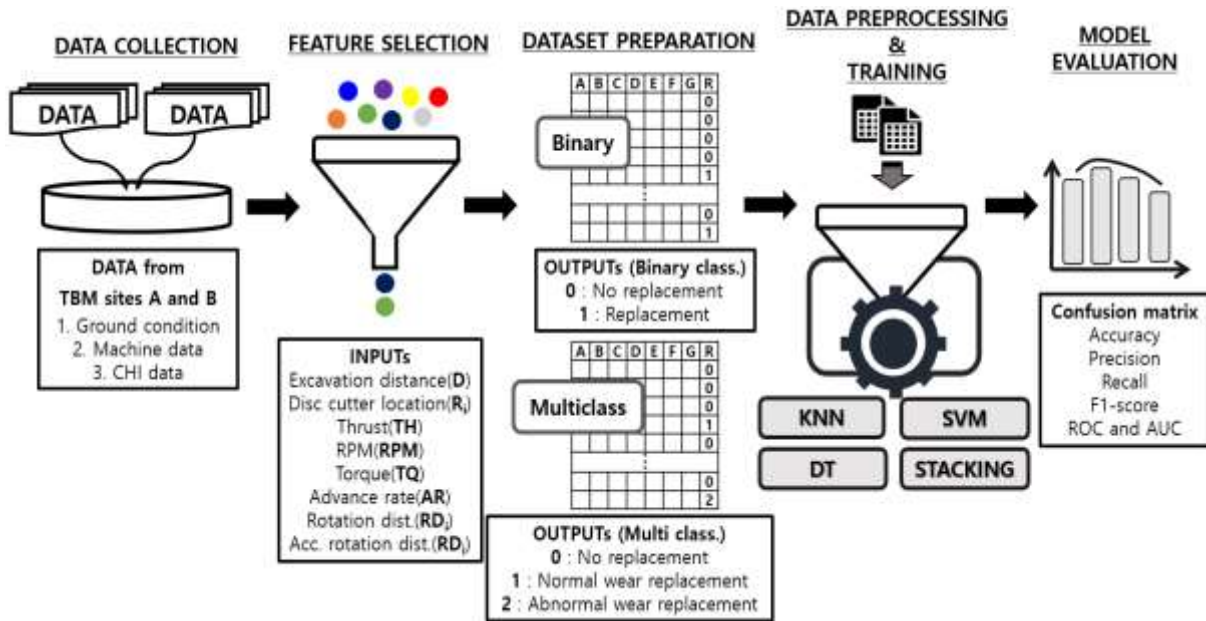 DATA COLLECTION
DATA
DATA
DATA from
TBM sites A and B
1. Ground condition
2. Machine data
3. CHI data
FEATURE SELECTION
INPUTs
Excavation distance(D)
Disc cutter location(Ri)
Thrust(TH)
RPM(RPM)
Torque(TQ)
Advance rate(AR)
Rotation dist.(RDi)
Acc. rotation dist.(RDi)
DATASET PREPARATION
A B C D E F G R
0
0
0
0
1
⋮
0
1
Binary
OUTPUTs (Binary class.)
0 : No replacement
1 : Replacement
A B C D E F G R
0
0
0
1
0
⋮
0
2
Multiclass
OUTPUTs (Multi class.)
0 : No replacement
1 : Normal wear replacement
2 : Abnormal wear replacement
DATA PREPROCESSING
&
TRAINING
KNN
SVM
DT
STACKING
MODEL
EVALUATION
Confusion matrix
Accuracy
Precision
Recall
F1-score
ROC and AUC